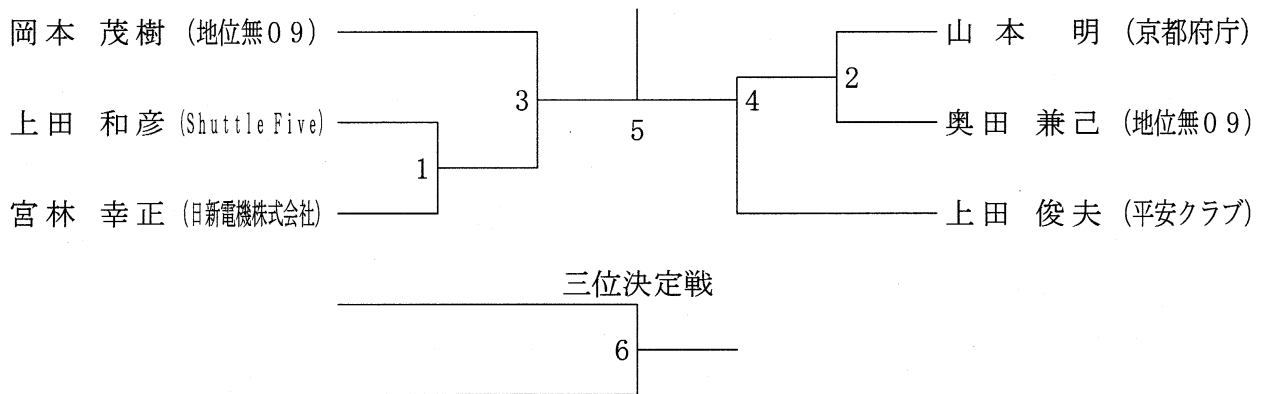 岡本 茂樹 (地位無09)
山本 明 (京都府庁)
2
3
4
上田 和彦 (Shuttle Five)
5
奥田 兼己 (地位無09)
1
宮林 幸正 (日新電機株式会社)
上田 俊夫 (平安クラブ)
三位決定戦
6